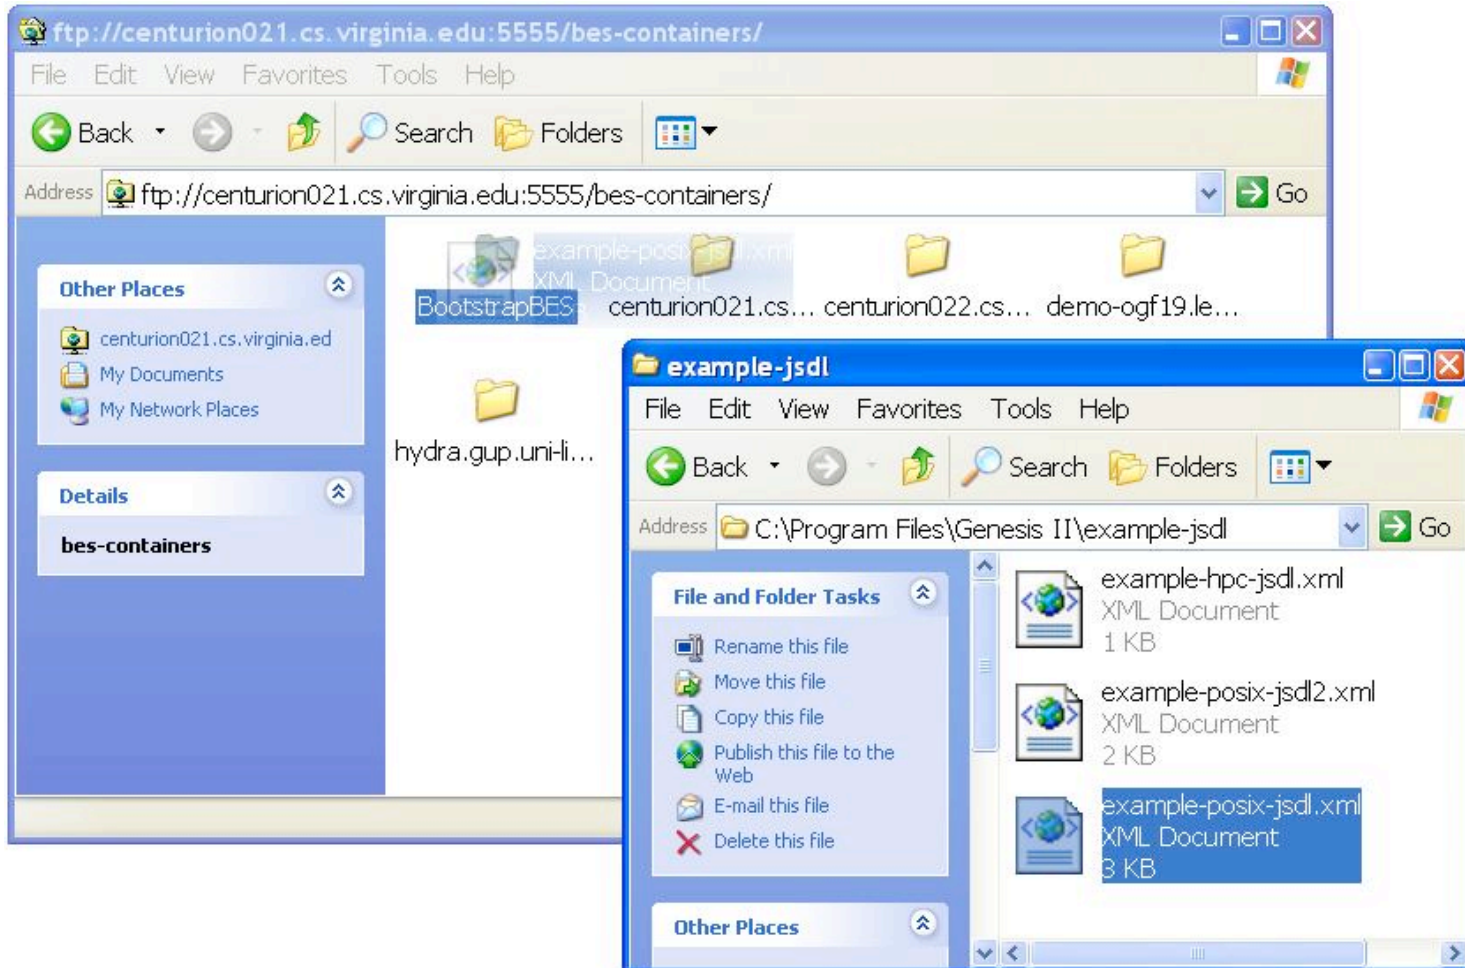 ftp://centurion021.cs.virginia.edu:5555/bes-containers/
File Edit View Favorites Tools Help
Back Search Folders
Address ftp://centurion021.cs.virginia.edu:5555/bes-containers/ Go
Other Places
centurion021.cs.virginia.ed
My Documents
My Network Places
Details
bes-containers
example-posix-jsdl.xml
XML Document
BootstrapBES centurion021.cs... centurion022.cs... demo-ogf19.le...
hydra.gup.uni-li...
example-jsdl
File Edit View Favorites Tools Help
Back Search Folders
Address C:\Program Files\Genesis II\example-jsdl Go
File and Folder Tasks
Rename this file
Move this file
Copy this file
Publish this file to the
Web
E-mail this file
Delete this file
Other Places
example-hpc-jsdl.xml
XML Document
1 KB
example-posix-jsdl2.xml
XML Document
2 KB
example-posix-jsdl.xml
XML Document
3 KB